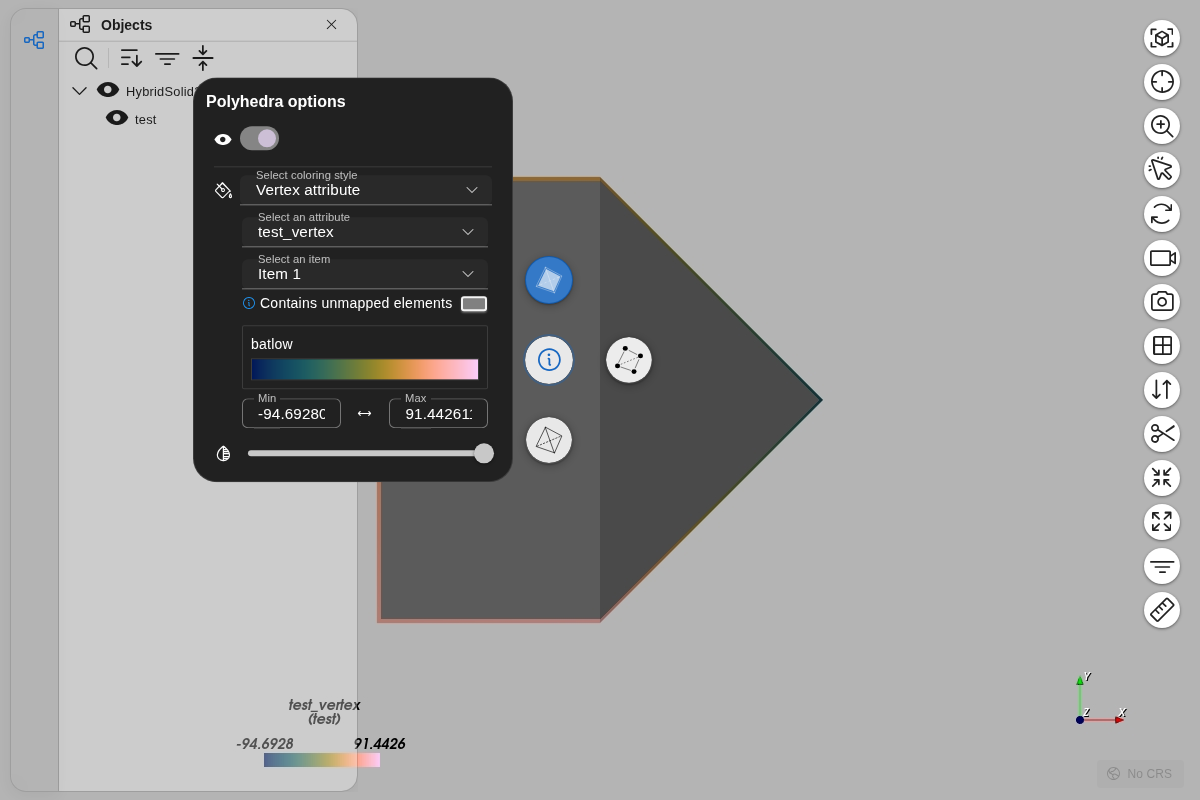 Objects
HybridSolid
test
Polyhedra options
Select coloring style
Vertex attribute
Select an attribute
test_vertex
Select an item
Item 1
Contains unmapped elements
batlow
Min
-94.69280
Max
91.44261
test_vertex
(test)
-94.6928
91.4426
Y
Z
X
No CRS